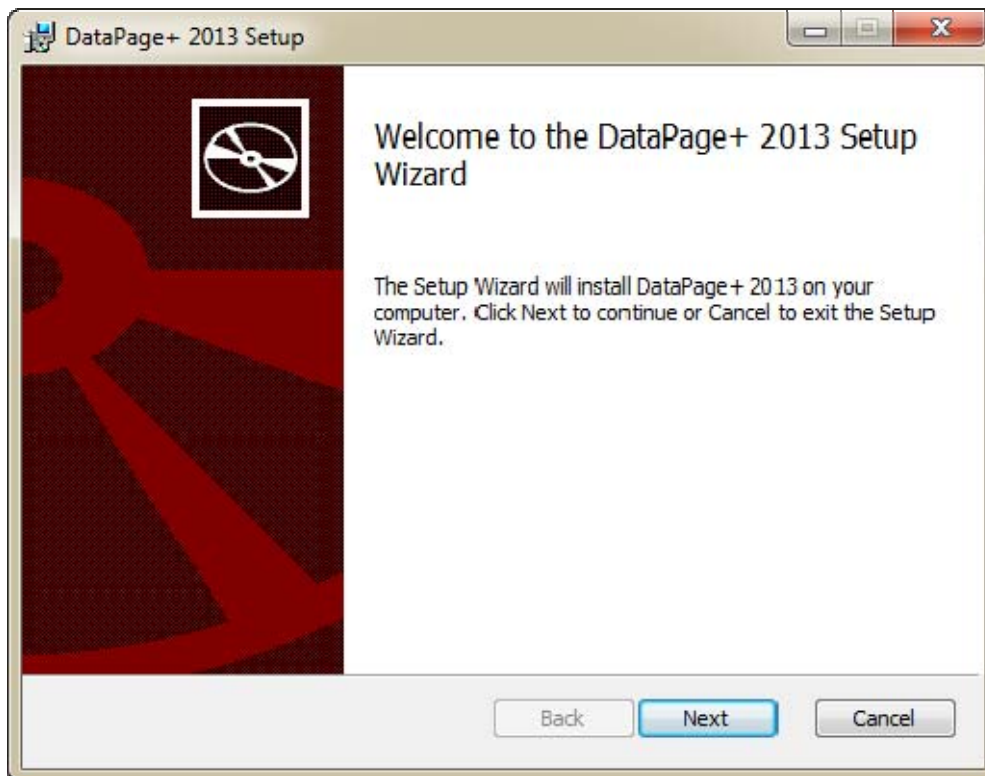 DataPage+ 2013 Setup
Welcome to the DataPage+ 2013 Setup
Wizard
The Setup Wizard will install DataPage+ 2013 on your
computer. Click Next to continue or Cancel to exit the Setup
Wizard.
Back Next Cancel